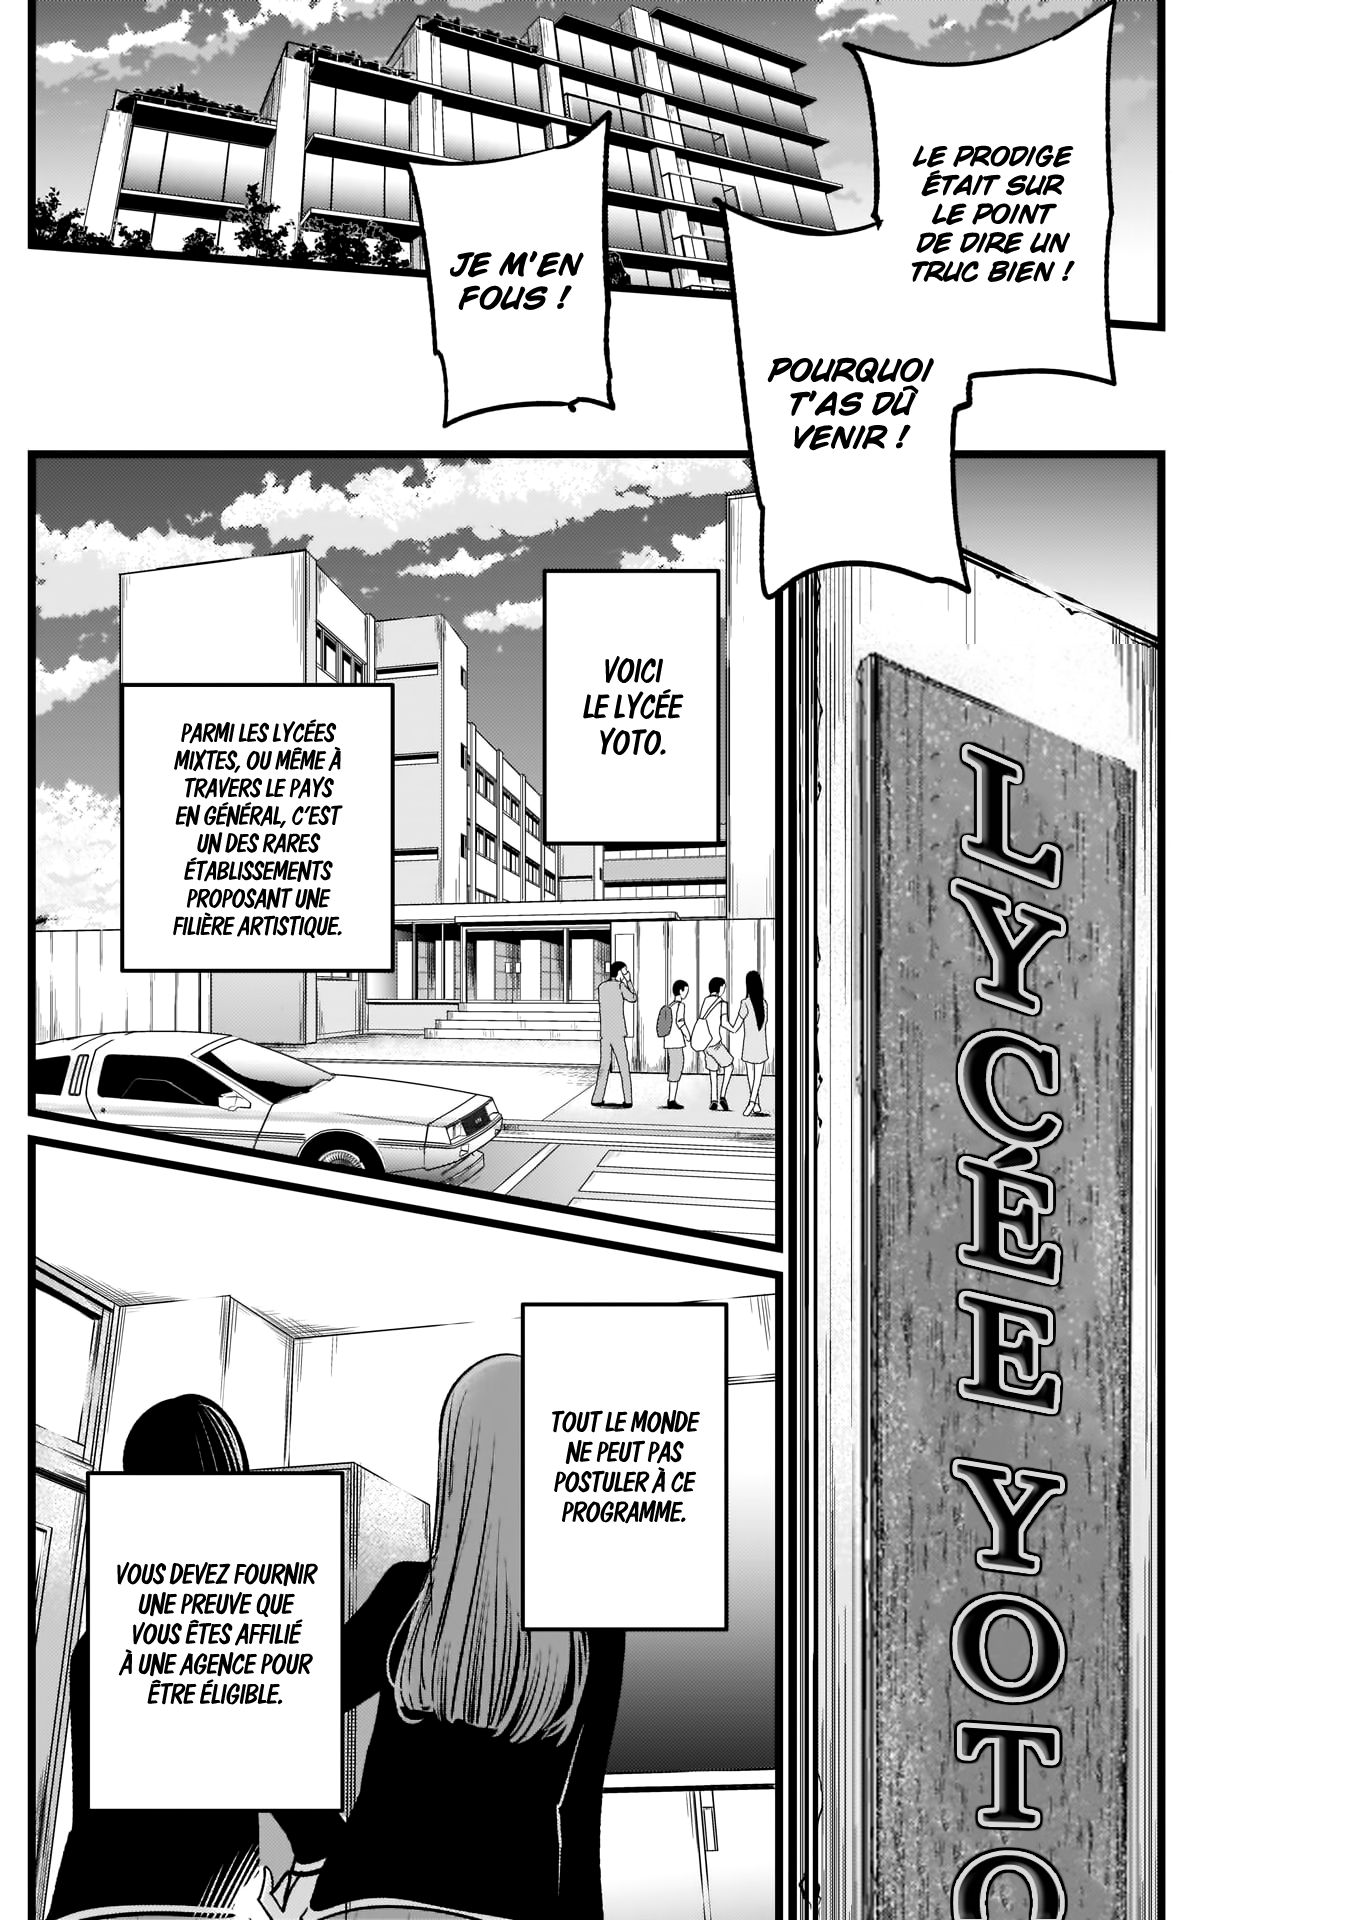 LE PRODIGE
ÉTAIT SUR
LE POINT
DE DIRE UN
TRUC BIEN !
POURQUOI
T'AS DÛ
VENIR !
JE M'EN
FOUS !
LYCEE YOTO
VOICI
LE LYCÉE
YOTO.
PARMI LES LYCÉES
MIXTES, OU MÊME À
TRAVERS LE PAYS
EN GÉNÉRAL, C'EST
UN DES RARES
ÉTABLISSEMENTS
PROPOSANT UNE
FILIÈRE ARTISTIQUE.
TOUT LE MONDE
NE PEUT PAS
POSTULER À CE
PROGRAMME.
VOUS DEVEZ FOURNIR
UNE PREUVE QUE
VOUS ÊTES AFFILIÉ
À UNE AGENCE POUR
ÊTRE ÉLIGIBLE.